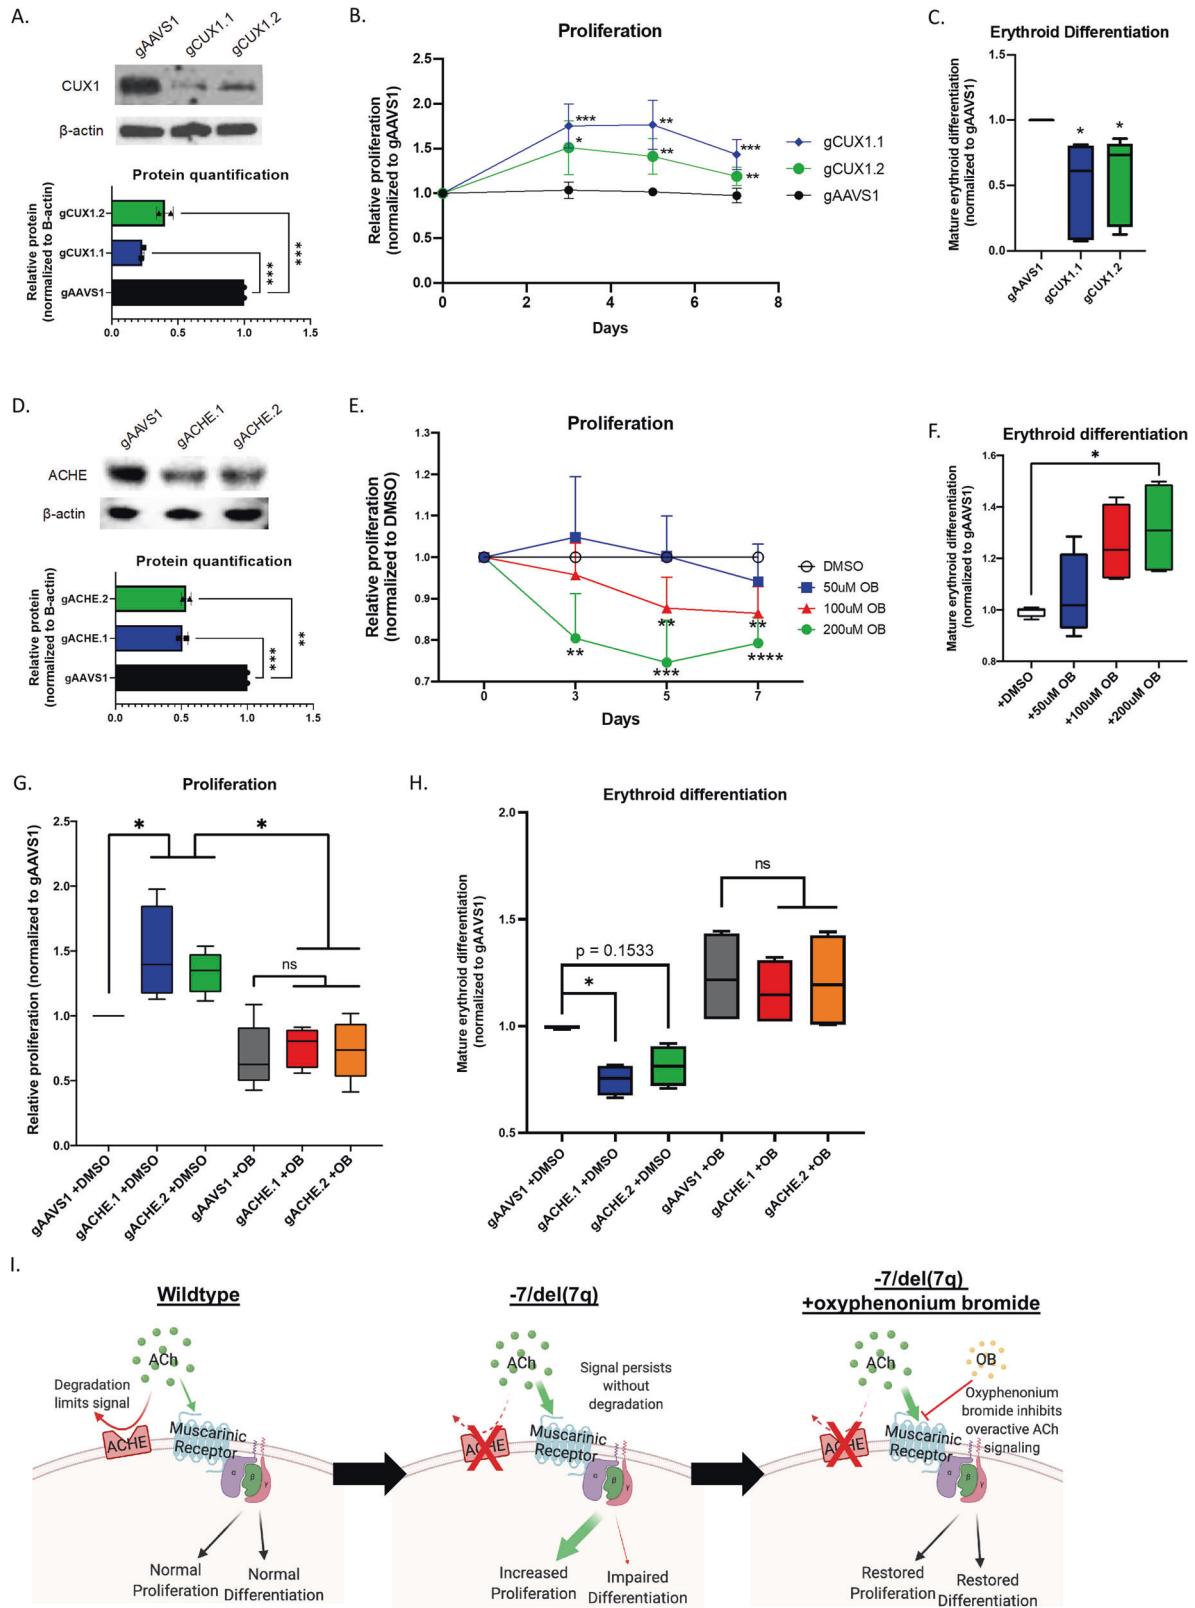 A.
gAAVS1
gCUX1.1
gCUX1.2
CUX1
β-actin
Protein quantification
Relative protein
(normalized to B-actin)
gCUX1.2
gCUX1.1
gAAVS1
***
***
0.0
0.5
1.0
1.5
B.
Proliferation
Relative proliferation
(normalized to gAAVS1)
2.5
2.0
1.5
1.0
0.5
0.0
***
**
***
*
**
**
0
2
4
6
8
Days
gCUX1.1
gCUX1.2
gAAVS1
C.
Erythroid Differentiation
Mature erythroid differentiation
(normalized to gAAVS1)
1.5
1.0
0.5
0.0
*
*
gAAVS1
gCUX1.1
gCUX1.2
D.
gAAVS1
gACHE.1
gACHE.2
ACHE
β-actin
Protein quantification
Relative protein
(normalized to B-actin)
gACHE.2
gACHE.1
gAAVS1
***
**
0.0
0.5
1.0
1.5
E.
Proliferation
Relative proliferation
(normalized to DMSO)
1.3
1.2
1.1
1.0
0.9
0.8
0.7
**
**
**
***
****
0
3
5
7
Days
DMSO
50uM OB
100uM OB
200uM OB
F.
Erythroid differentiation
Mature erythroid differentiation
(normalized to gAAVS1)
1.6
1.4
1.2
1.0
0.8
*
+DMSO
+50uM OB
+100uM OB
+200uM OB
G.
Proliferation
Relative proliferation (normalized to gAAVS1)
2.5
2.0
1.5
1.0
0.5
0.0
*
*
ns
gAAVS1 +DMSO
gACHE.1 +DMSO
gACHE.2 +DMSO
gAAVS1 +OB
gACHE.1 +OB
gACHE.2 +OB
H.
Erythroid differentiation
Mature erythroid differentiation
(normalized to gAAVS1)
2.0
1.5
1.0
0.5
ns
p = 0.1533
*
gAAVS1 +DMSO
gACHE.1 +DMSO
gACHE.2 +DMSO
gAAVS1 +OB
gACHE.1 +OB
gACHE.2 +OB
I.
Wildtype
ACh
Degradation
limits signal
ACHE
Muscarinic
Receptor
α
β
γ
Normal
Proliferation
Normal
Differentiation
-7/del(7q)
ACh
Signal persists
without
degradation
ACHE
Muscarinic
Receptor
α
β
γ
Increased
Proliferation
Impaired
Differentiation
-7/del(7q)
+oxyphenonium bromide
ACh
OB
Oxyphenonium
bromide inhibits
overactive ACh
signaling
ACHE
Muscarinic
Receptor
α
β
γ
Restored
Proliferation
Restored
Differentiation